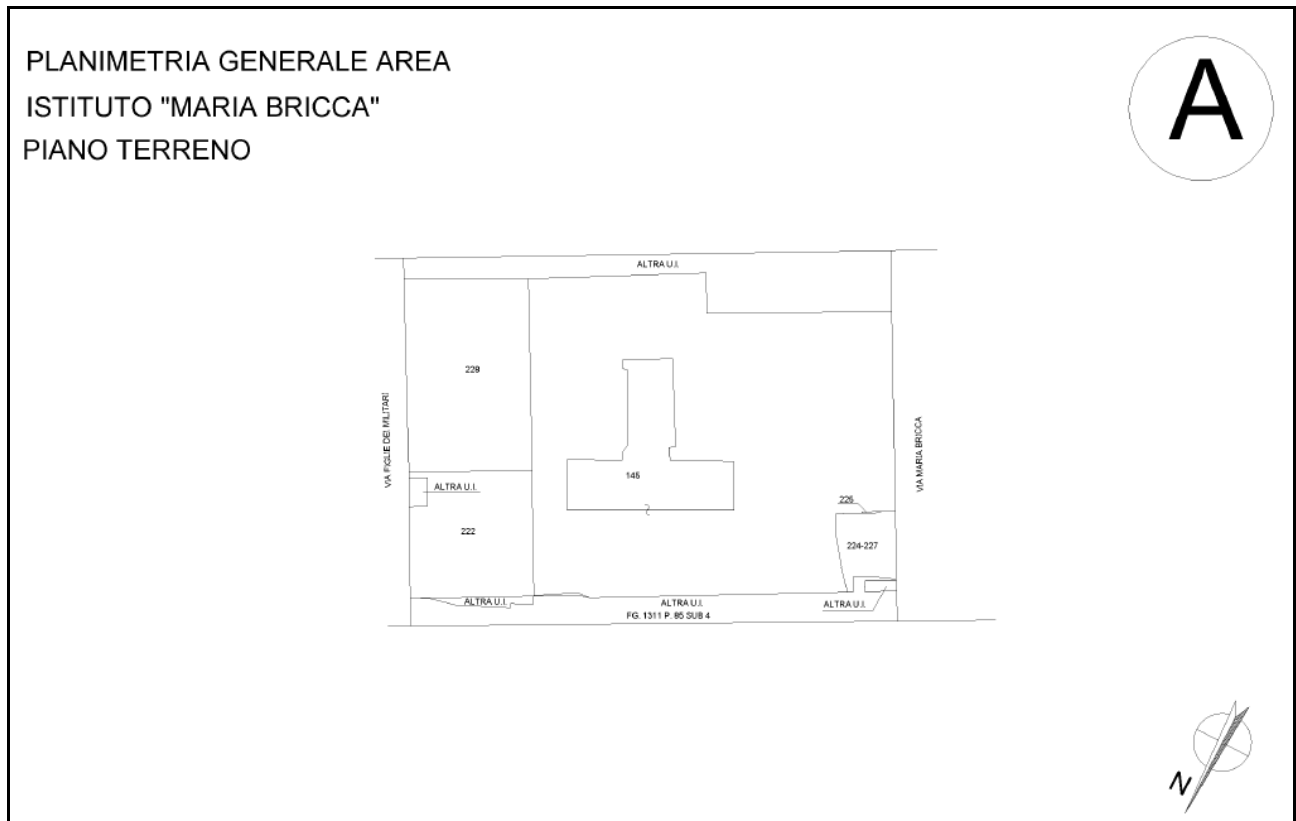 PLANIMETRIA GENERALE AREA
ISTITUTO "MARIA BRICCA"
PIANO TERRENO
A
ALTRA U.I.
228
VIA FIGLIE DEI MILITARI
VIA MARIA BRICCA
145
ALTRA U.I.
226
222
224-227
ALTRA U.I.
ALTRA U.I.
ALTRA U.I.
FG. 1311 P. 85 SUB 4
N